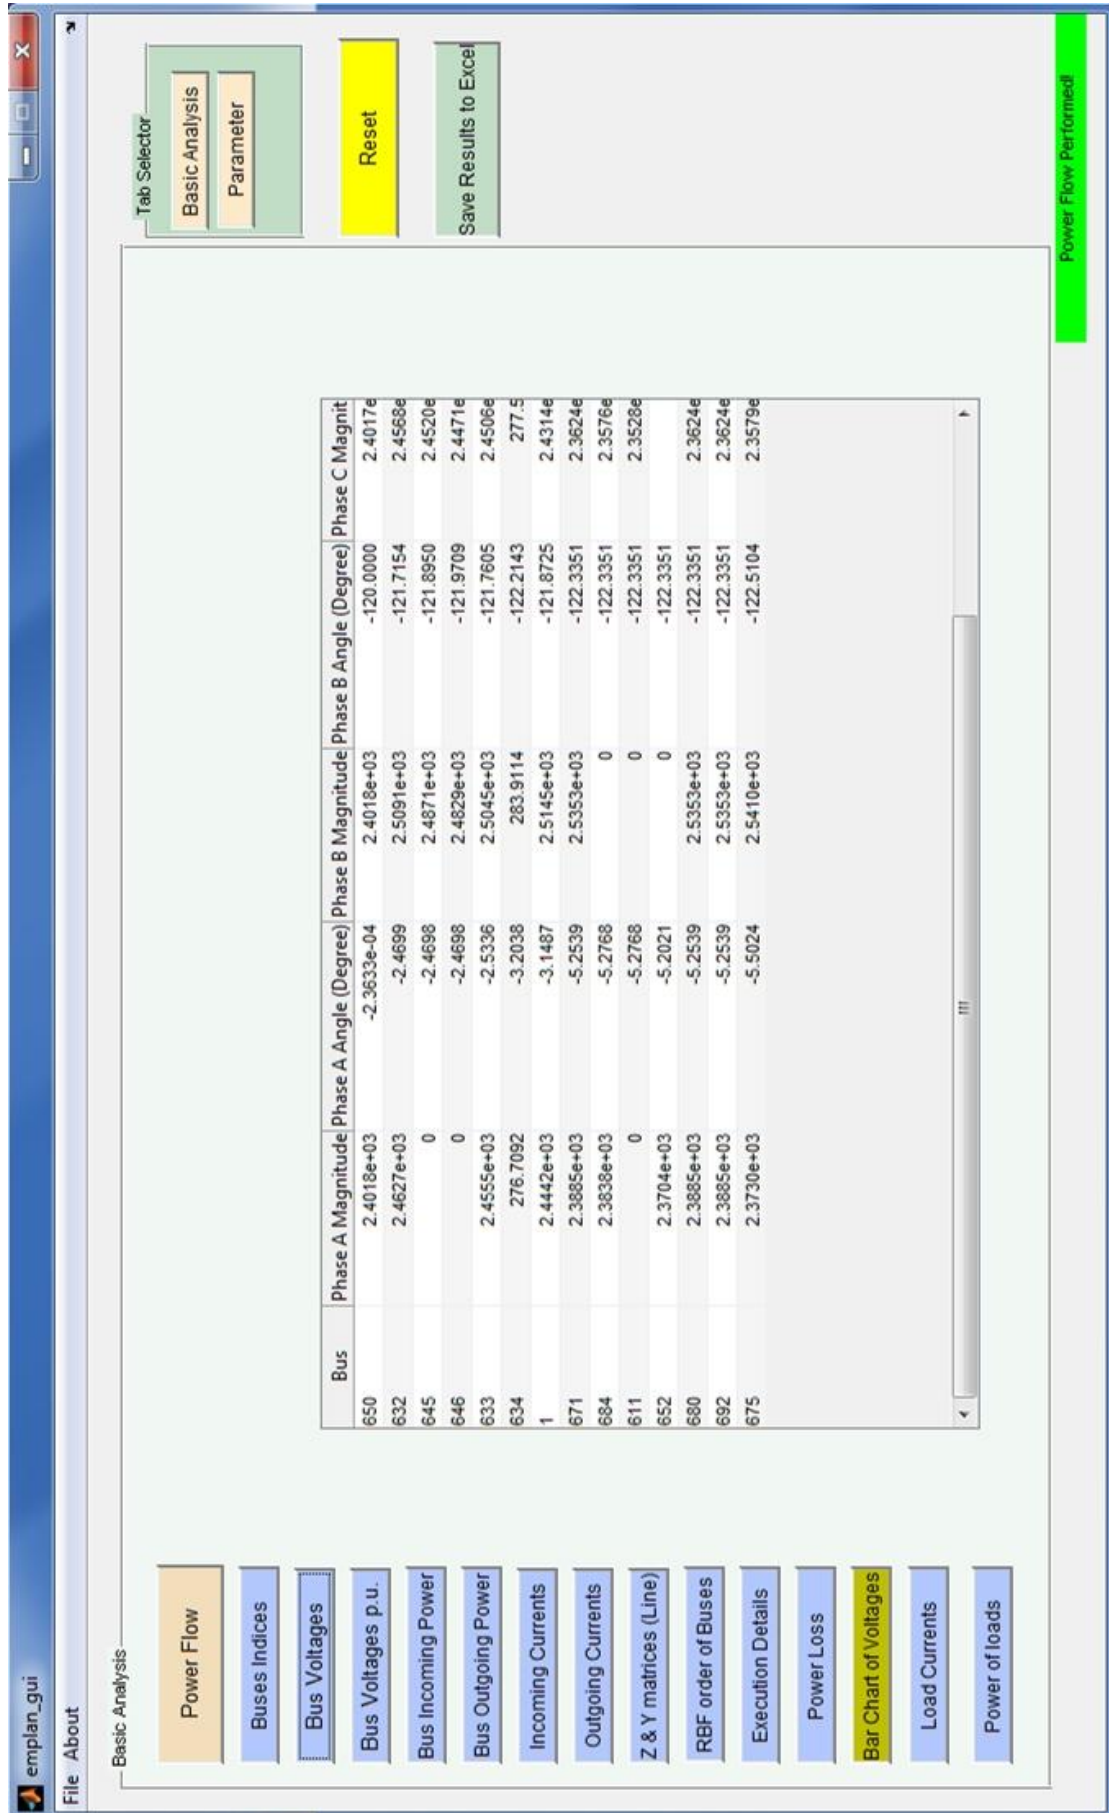 emplan_gui
File About
Basic Analysis
Power Flow
Buses Indices
Bus Voltages
Bus Voltages p.u.
Bus Incoming Power
Bus Outgoing Power
Incoming Currents
Outgoing Currents
Z & Y matrices (Line)
RBF order of Buses
Execution Details
Power Loss
Bar Chart of Voltages
Load Currents
Power of loads
Bus Phase A Magnitude Phase A Angle (Degree) Phase B Magnitude Phase B Angle (Degree) Phase C Magnit
650 2.4018e+03 -2.3633e-04 2.4018e+03 -120.0000 2.4017e
632 2.4627e+03 -2.4699 2.5091e+03 -121.7154 2.4568e
645 0 -2.4698 2.4871e+03 -121.8950 2.4520e
646 0 -2.4698 2.4829e+03 -121.9709 2.4471e
633 2.4555e+03 -2.5336 2.5045e+03 -121.7605 2.4506e
634 276.7092 -3.2038 283.9114 -122.2143 277.5
1 2.4442e+03 -3.1487 2.5145e+03 -121.8725 2.4314e
671 2.3885e+03 -5.2539 2.5353e+03 -122.3351 2.3624e
684 2.3838e+03 -5.2768 0 -122.3351 2.3576e
611 0 -5.2768 0 -122.3351 2.3528e
652 2.3704e+03 -5.2021 0 -122.3351
680 2.3885e+03 -5.2539 2.5353e+03 -122.3351 2.3624e
692 2.3885e+03 -5.2539 2.5353e+03 -122.3351 2.3624e
675 2.3730e+03 -5.5024 2.5410e+03 -122.5104 2.3579e
Tab Selector
Basic Analysis
Parameter
Reset
Save Results to Excel
Power Flow Performed!